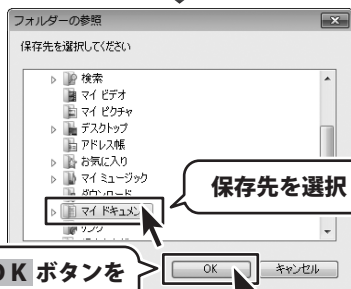 フォルダーの参照
保存先を選択してください
検索
マイ ビデオ
マイ ピクチャ
デスクトップ
アドレス帳
お気に入り
マイ ミュージック
ダウンロード
マイ ドキュメン
リンク
保存先を選択
OK ボタンを
OK
キャンセル